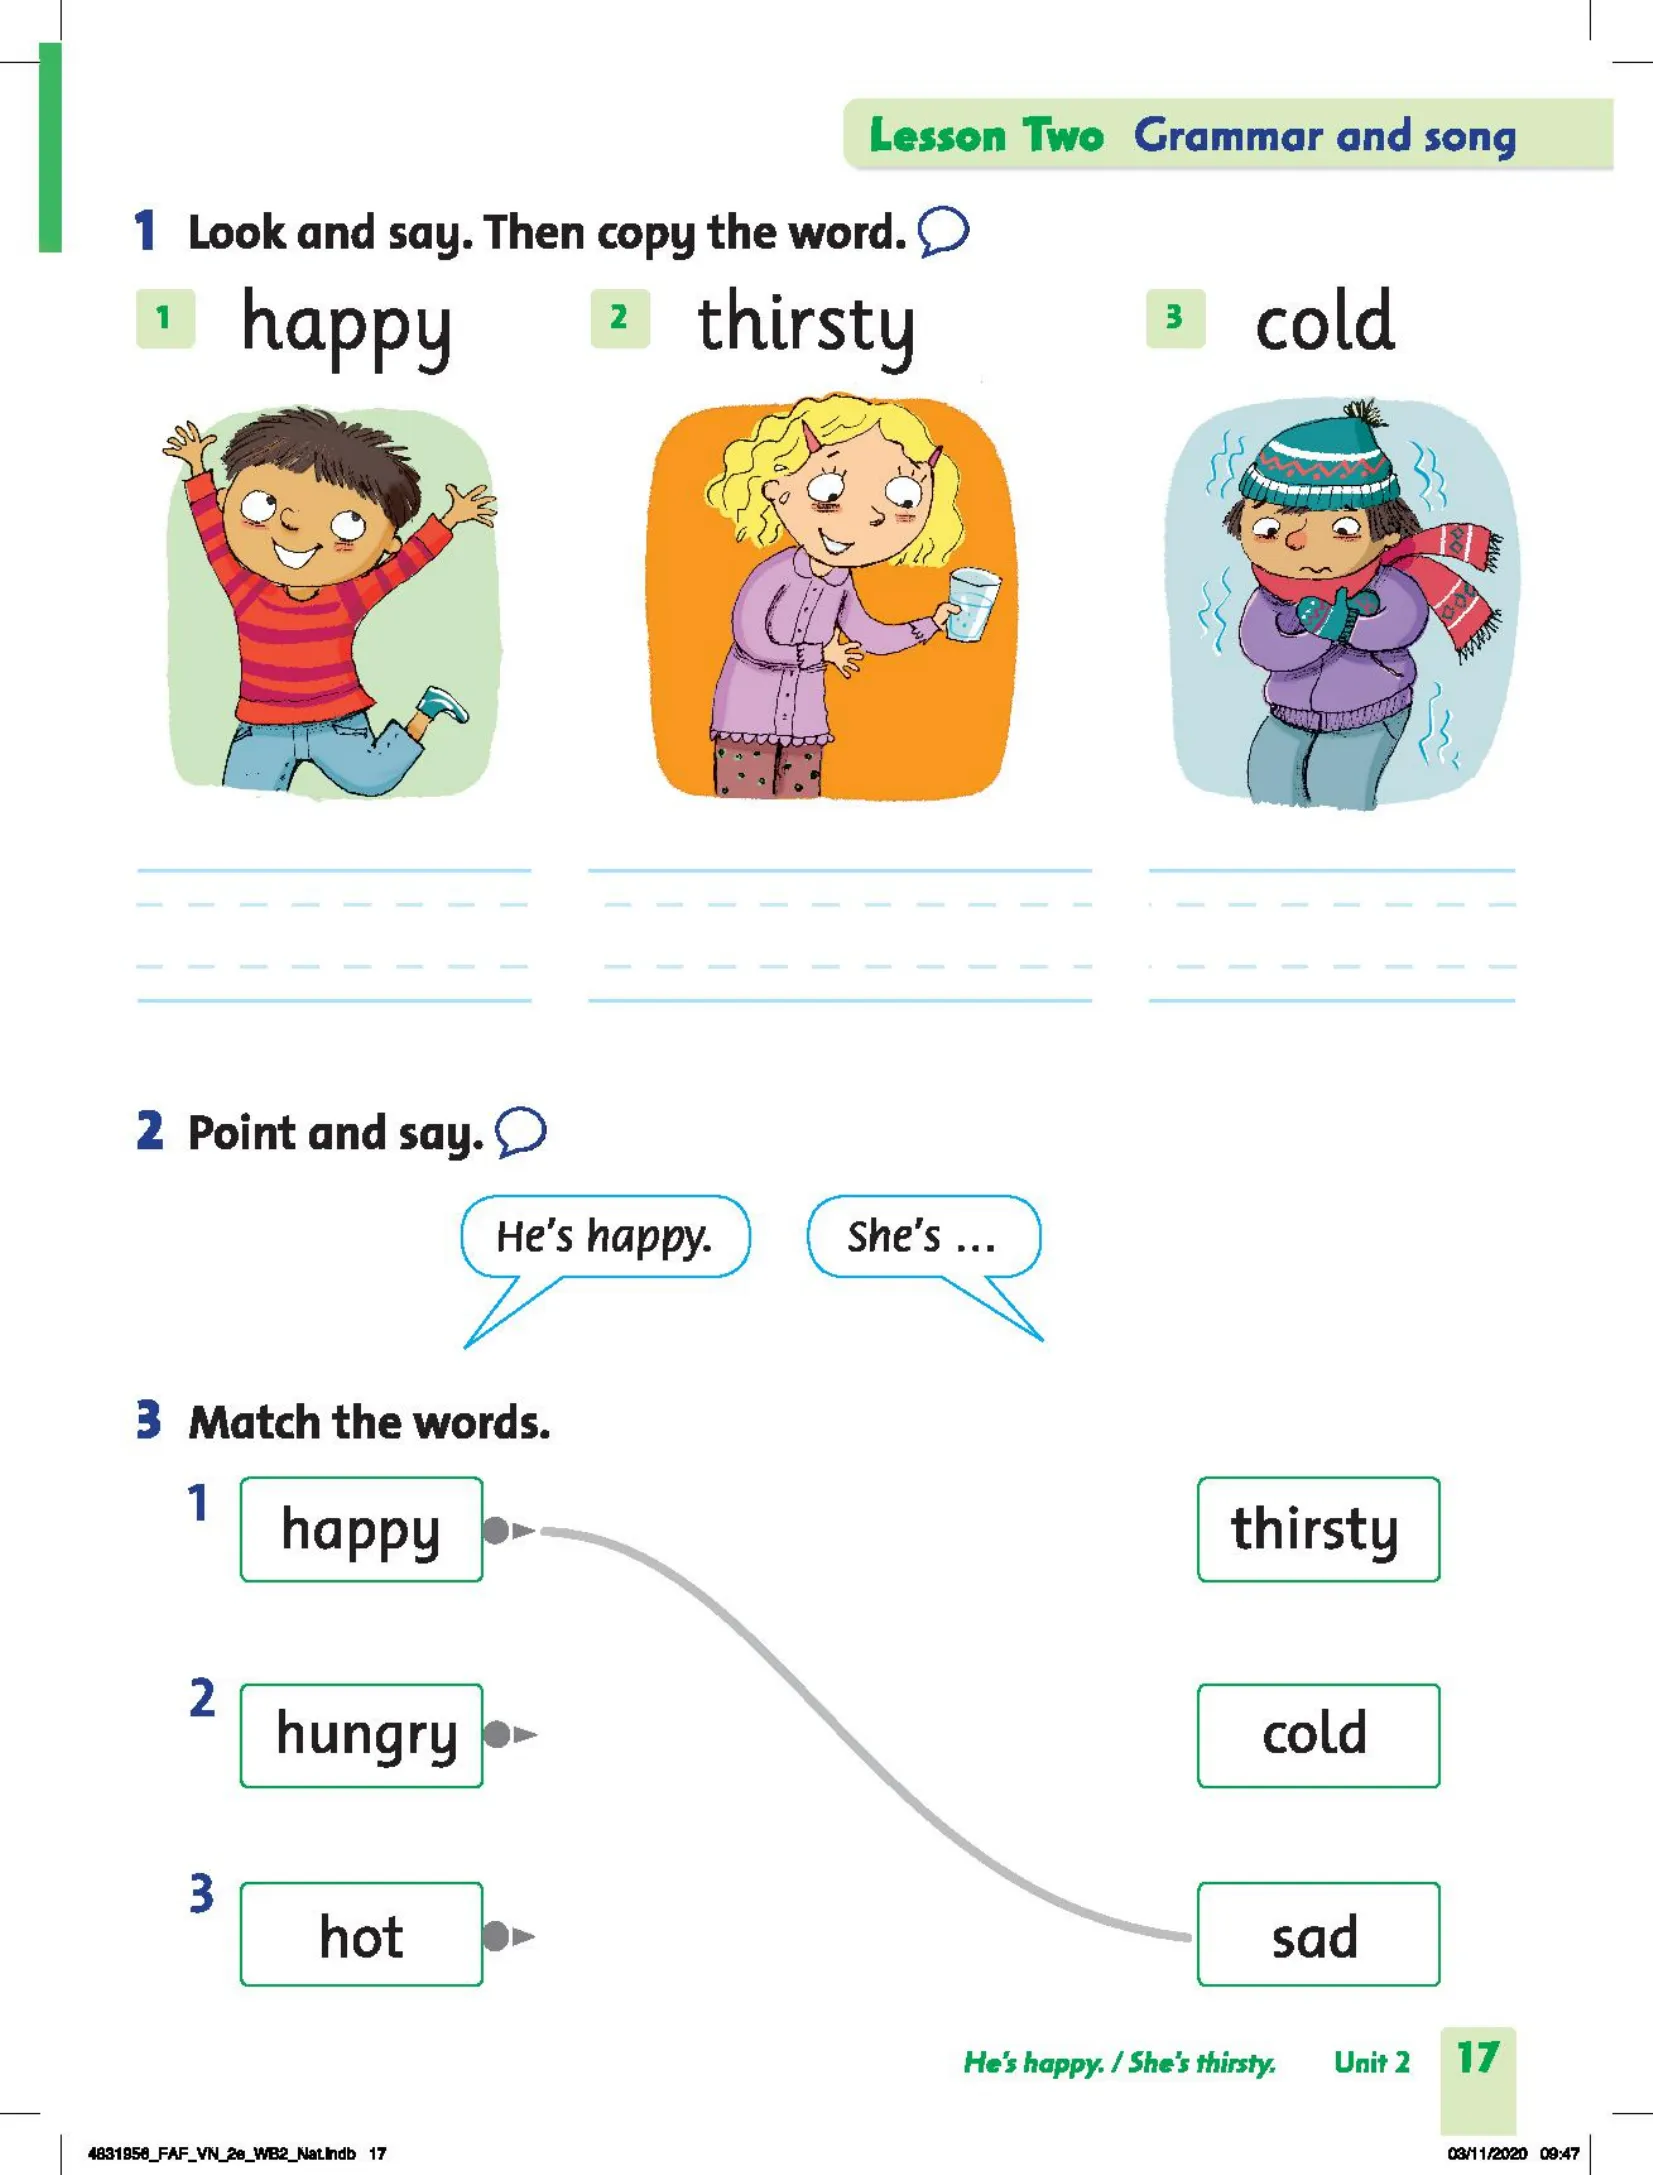 Lesson Two Grammar and song
1 Look and say. Then copy the word.
1 happy 2 thirsty 3 cold
2 Point and say.
He's happy. She's ...
3 Match the words.
1 happy thirsty
2 hungry cold
3 hot sad
He's happy. / She's thirsty. Unit 2 17
4831956_FAF_VN_2e_WB2_Nat.indb 17 03/11/2020 09:47